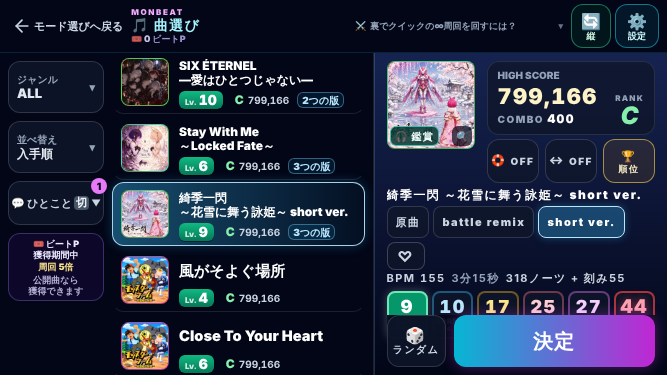 モード選びへ戻る
MONBEAT
🎵 曲選び
🎟 0 ビートP
⚔ 裏でクイックの∞周回を回すには？ ▼
縦
設定
ジャンル
ALL
並べ替え
入手順
1
ひとこと 切 ▼
🎟 ビートP
獲得期間中
周回 5倍
公開曲なら
獲得できます
SIX ÉTERNEL
―愛はひとつじゃない―
Lv. 10 C 799,166 2つの版
Stay With Me
～Locked Fate～
Lv. 6 C 799,166 3つの版
綺季一閃
～花雪に舞う詠姫～ short ver.
Lv. 9 C 799,166 3つの版
風がそよぐ場所
Lv. 4 C 799,166
Close To Your Heart
Lv. 6 C 799,166
鑑賞
HIGH SCORE
799,166
COMBO 400
RANK
C
OFF
↔ OFF
順位
綺季一閃 ～花雪に舞う詠姫～ short ver.
原曲
battle remix
short ver.
♡
BPM 155 3分15秒 318ノーツ + 刻み55
9 10 17 25 27 44
ランダム
決定